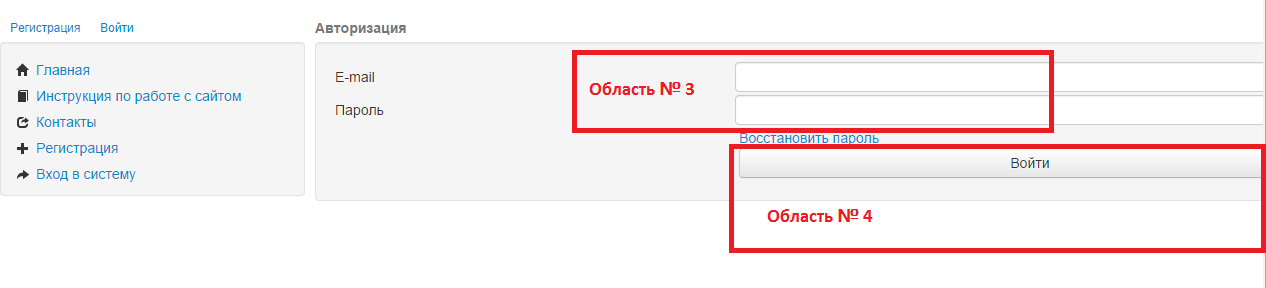 Регистрация Войти
Главная
Инструкция по работе с сайтом
Контакты
Регистрация
Вход в систему
Авторизация
E-mail
Область № 3
Пароль
Восстановить пароль
Войти
Область № 4